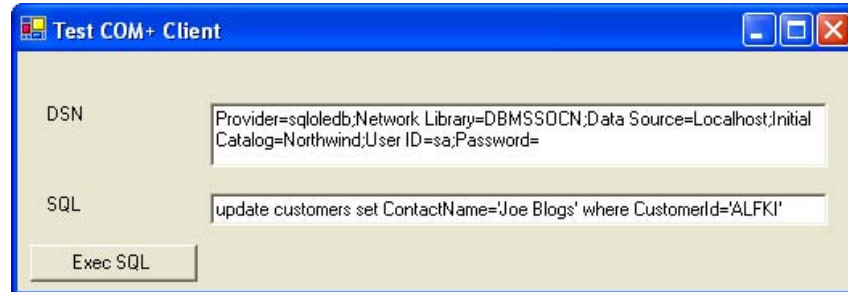 Test COM+ Client
DSN
Provider=sqloledb;Network Library=DBMSSOCN;Data Source=Localhost;Initial
Catalog=Northwind;User ID=sa;Password=
SQL
update customers set ContactName='Joe Blogs' where CustomerId='ALFKI'
Exec SQL